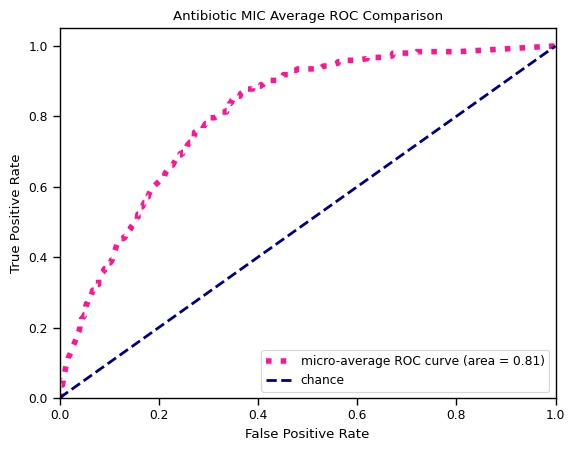 Antibiotic MIC Average ROC Comparison
True Positive Rate
1.0
0.8
0.6
0.4
0.2
0.0
micro-average ROC curve (area = 0.81)
chance
0.0 0.2 0.4 0.6 0.8 1.0
False Positive Rate